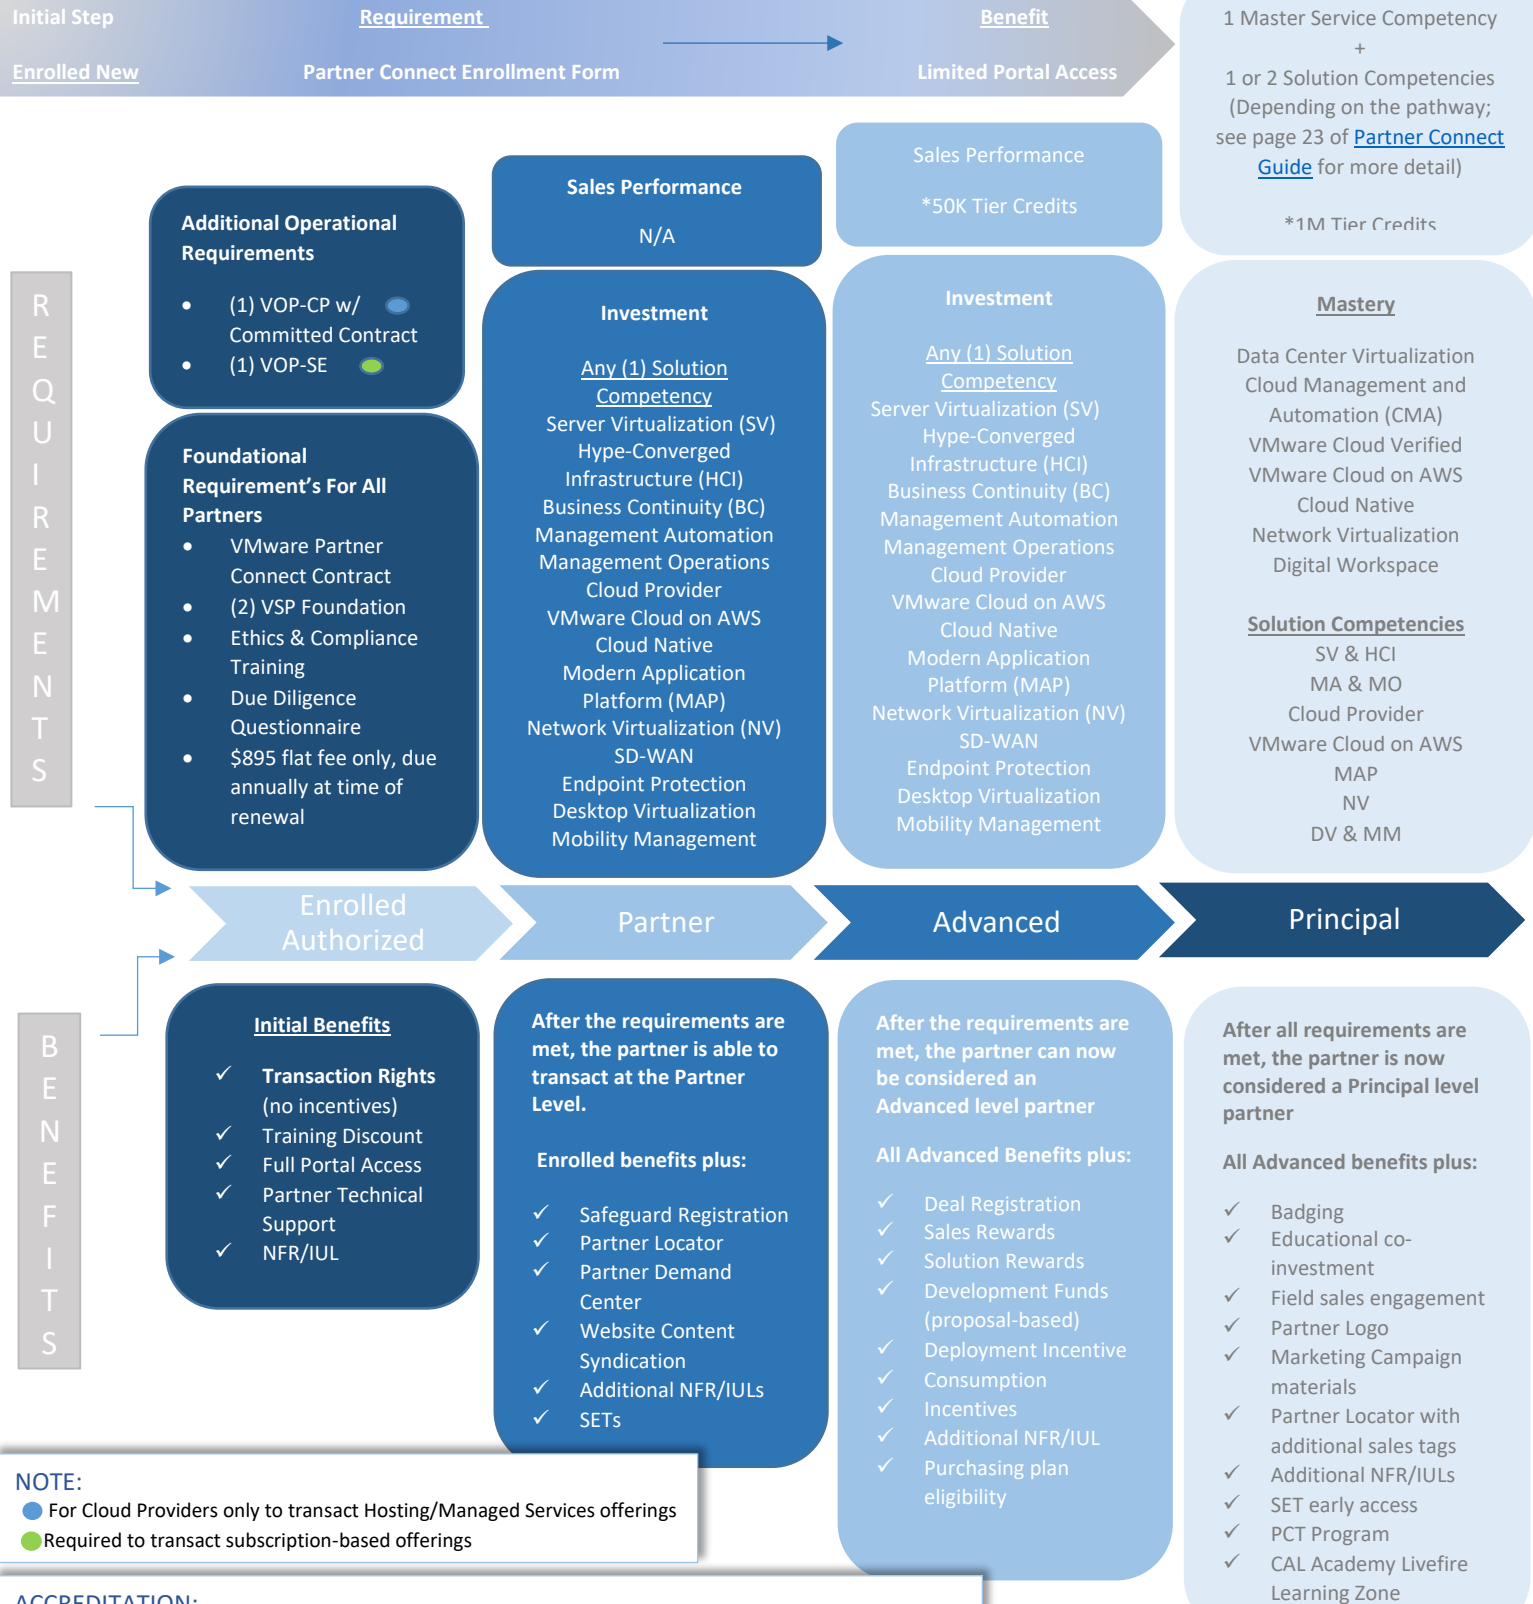 Initial Step
Requirement
Benefit
Enrolled New
Partner Connect Enrollment Form
Limited Portal Access
1 Master Service Competency
+
1 or 2 Solution Competencies
(Depending on the pathway;
see page 23 of Partner Connect
Guide for more detail)
*1M Tier Credits
REQUIREMENTS
Additional Operational
Requirements
• (1) VOP-CP w/
Committed Contract
• (1) VOP-SE
Foundational
Requirement’s For All
Partners
• VMware Partner
Connect Contract
• (2) VSP Foundation
• Ethics & Compliance
Training
• Due Diligence
Questionnaire
• $895 flat fee only, due
annually at time of
renewal
Sales Performance
N/A
Investment
Any (1) Solution
Competency
Server Virtualization (SV)
Hype-Converged
Infrastructure (HCI)
Business Continuity (BC)
Management Automation
Management Operations
Cloud Provider
VMware Cloud on AWS
Cloud Native
Modern Application
Platform (MAP)
Network Virtualization (NV)
SD-WAN
Endpoint Protection
Desktop Virtualization
Mobility Management
Sales Performance
*50K Tier Credits
Investment
Any (1) Solution
Competency
Server Virtualization (SV)
Hype-Converged
Infrastructure (HCI)
Business Continuity (BC)
Management Automation
Management Operations
Cloud Provider
VMware Cloud on AWS
Cloud Native
Modern Application
Platform (MAP)
Network Virtualization (NV)
SD-WAN
Endpoint Protection
Desktop Virtualization
Mobility Management
Mastery
Data Center Virtualization
Cloud Management and
Automation (CMA)
VMware Cloud Verified
VMware Cloud on AWS
Cloud Native
Network Virtualization
Digital Workspace
Solution Competencies
SV & HCI
MA & MO
Cloud Provider
VMware Cloud on AWS
MAP
NV
DV & MM
Enrolled
Authorized
Partner
Advanced
Principal
BENEFITS
Initial Benefits
✓ Transaction Rights
(no incentives)
✓ Training Discount
✓ Full Portal Access
✓ Partner Technical
Support
✓ NFR/IUL
After the requirements are
met, the partner is able to
transact at the Partner
Level.
Enrolled benefits plus:
✓ Safeguard Registration
✓ Partner Locator
✓ Partner Demand
Center
✓ Website Content
Syndication
✓ Additional NFR/IULs
✓ SETs
After the requirements are
met, the partner can now
be considered an
Advanced level partner
All Advanced Benefits plus:
✓ Deal Registration
✓ Sales Rewards
✓ Solution Rewards
✓ Development Funds
(proposal-based)
✓ Deployment Incentive
✓ Consumption
✓ Incentives
✓ Additional NFR/IUL
✓ Purchasing plan
eligibility
After all requirements are
met, the partner is now
considered a Principal level
partner
All Advanced benefits plus:
✓ Badging
✓ Educational co-
investment
✓ Field sales engagement
✓ Partner Logo
✓ Marketing Campaign
materials
✓ Partner Locator with
additional sales tags
✓ Additional NFR/IULs
✓ SET early access
✓ PCT Program
✓ CAL Academy Livefire
Learning Zone
NOTE:
For Cloud Providers only to transact Hosting/Managed Services offerings
Required to transact subscription-based offerings
ACCREDITATION: